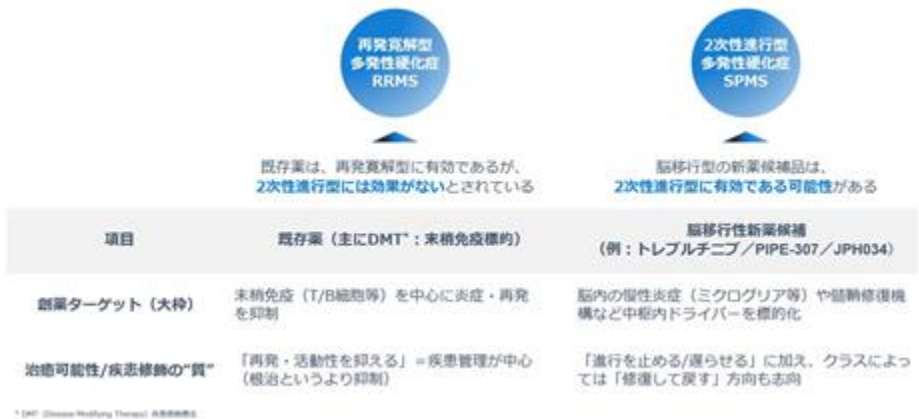 再発寛解型
多発性硬化症
RRMS
2次性進行型
多発性硬化症
SPMS
既存薬は、再発寛解型に有効であるが、
2次性進行型には効果がないとされている
脳移行型の新薬候補品は、
2次性進行型に有効である可能性がある
項目
既存薬（主にDMT*：末梢免疫標的）
脳移行性新薬候補
（例：トレブルチニブ／PIPE-307／JPH034）
創薬ターゲット（大枠）
末梢免疫（T/B細胞等）を中心に炎症・再発
を抑制
脳内の慢性炎症（ミクログリア等）や髄鞘修復機
構など中枢内ドライバーを標的化
治癒可能性/疾患修飾の“質”
「再発・活動性を抑える」＝疾患管理が中心
（根治というより抑制）
「進行を止める/遅らせる」に加え、クラスによっ
ては「修復して戻す」方向も志向
* DMT（Disease Modifying Therapy）疾患修飾療法